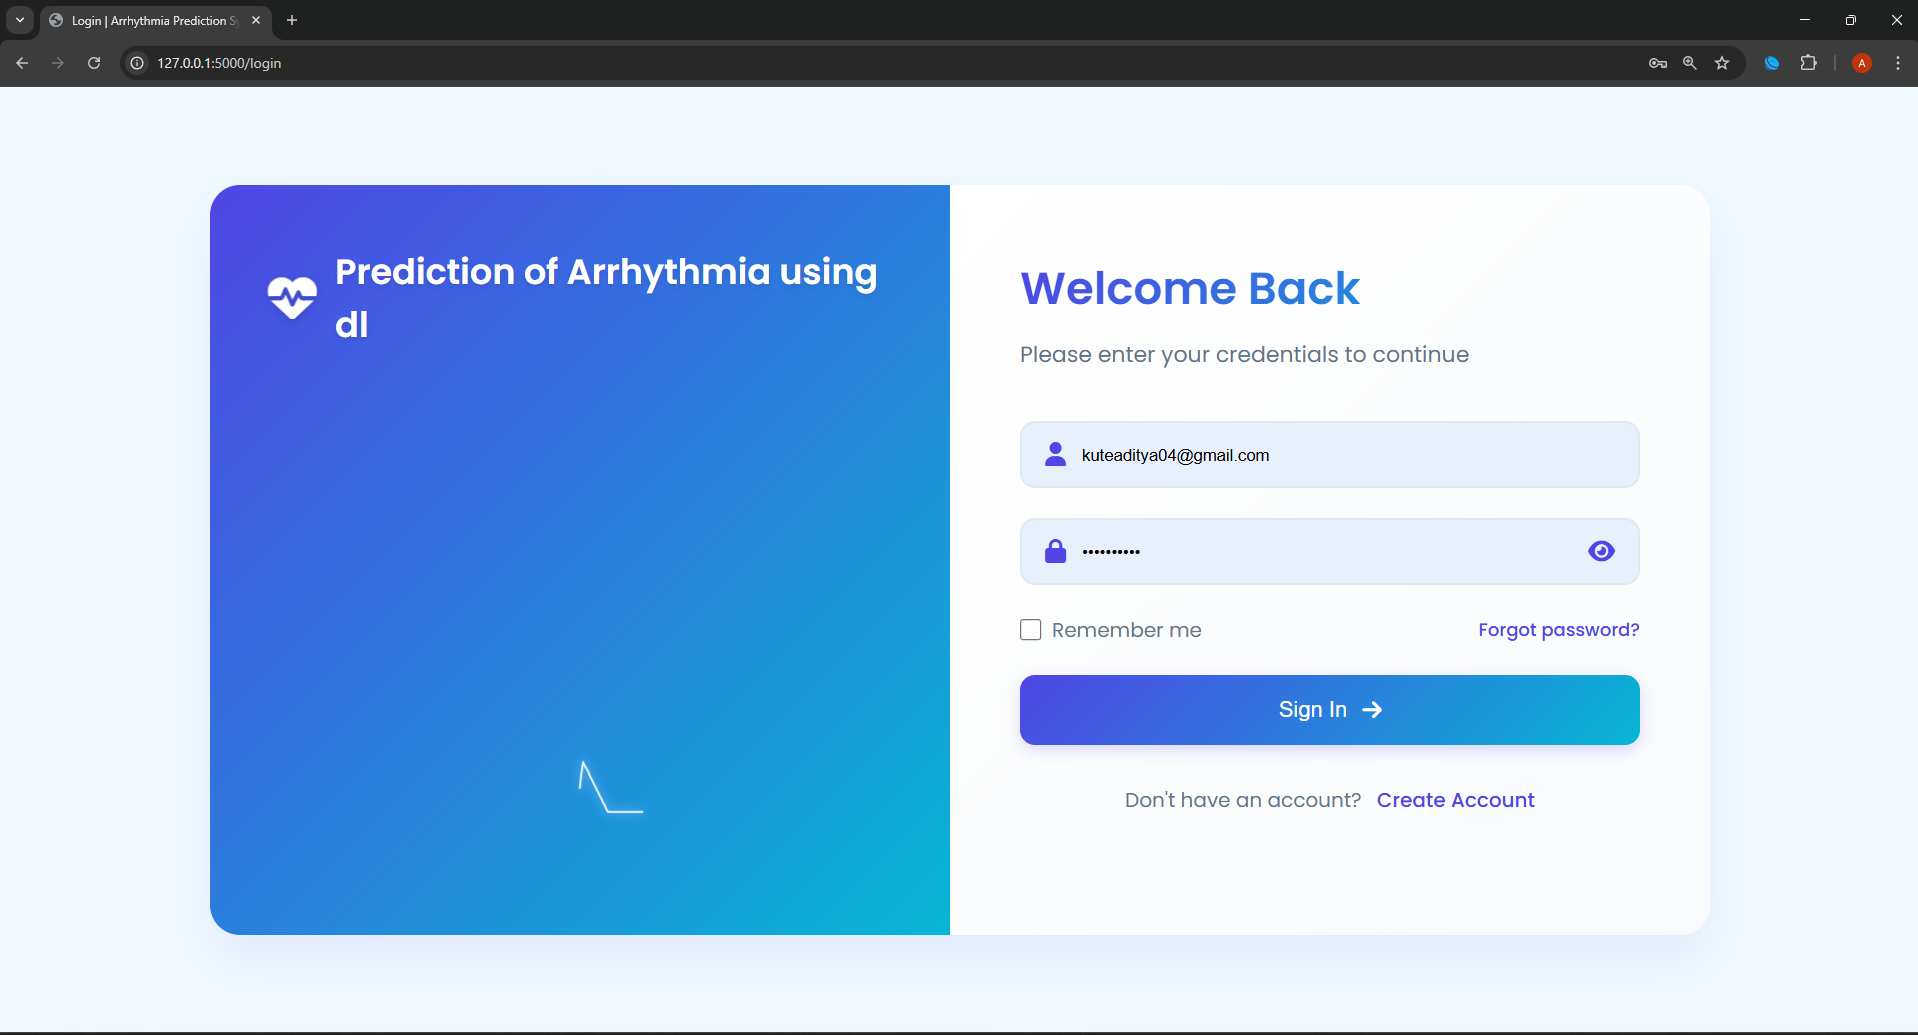 Login | Arrhythmia Prediction S
127.0.0.1:5000/login
A
Prediction of Arrhythmia using
dl
Welcome Back
Please enter your credentials to continue
kuteaditya04@gmail.com
••••••••••
Remember me
Forgot password?
Sign In
Don't have an account? Create Account